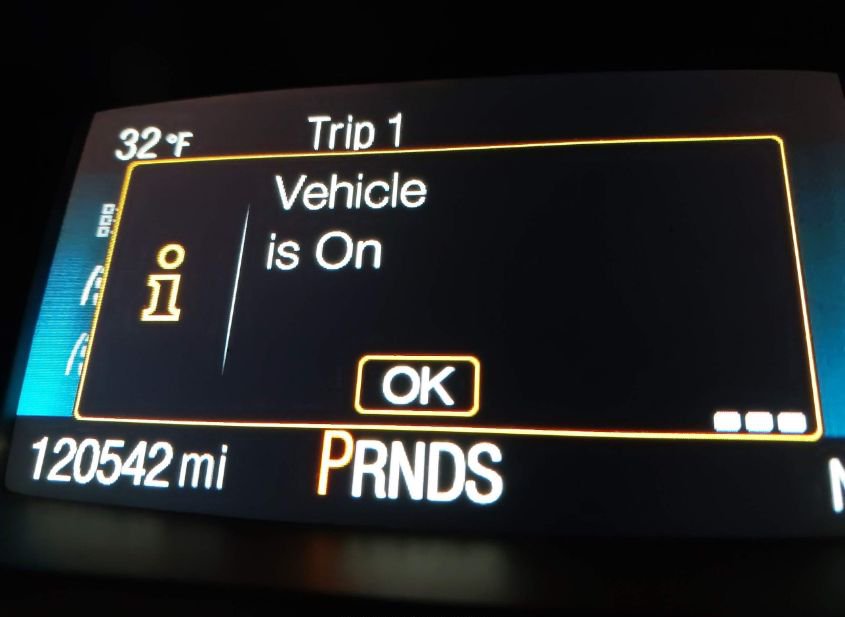 32°F
Trip 1
Vehicle
is On
OK
120542 mi
PRNDS